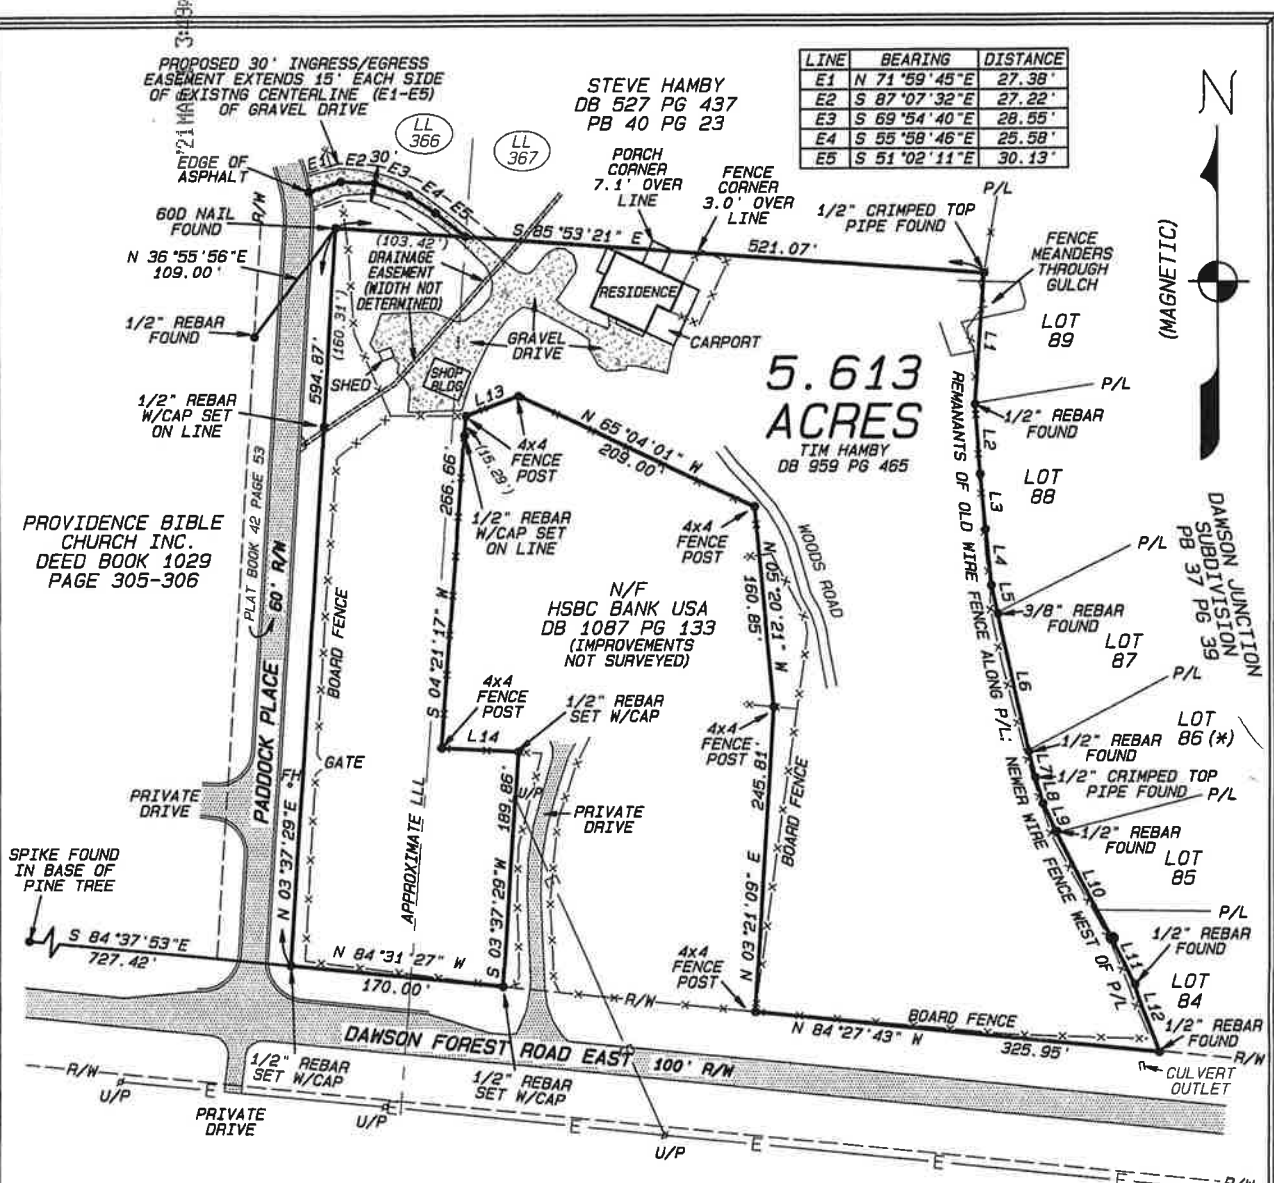 '21 MAR 3:49P
PROPOSED 30' INGRESS/EGRESS
EASEMENT EXTENDS 15' EACH SIDE
OF EXISTNG CENTERLINE (E1-E5)
OF GRAVEL DRIVE
STEVE HAMBY
DB 527 PG 437
PB 40 PG 23
LINE BEARING DISTANCE
E1 N 71°59'45"E 27.38'
E2 S 87°07'32"E 27.22'
E3 S 69°54'40"E 28.55'
E4 S 55°58'46"E 25.58'
E5 S 51°02'11"E 30.13'
N
(MAGNETIC)
LL
366
LL
367
EDGE OF
ASPHALT
E1 E2 30' E3 E4 E5
R/W
60D NAIL
FOUND
N 36°55'56"E
109.00'
1/2" REBAR
FOUND
PORCH
CORNER
7.1' OVER
LINE
FENCE
CORNER
3.0' OVER
LINE
P/L
1/2" CRIMPED TOP
PIPE FOUND
S 85°53'21" E
521.07'
FENCE
MEANDERS
THROUGH
GULCH
(103.42')
DRAINAGE
EASEMENT
(WIDTH NOT
DETERMINED)
(160.31')
594.87'
RESIDENCE
GRAVEL
DRIVE
CARPORT
SHED
SHOP
BLDG
LOT
89
L1
5.613
ACRES
TIM HAMBY
DB 959 PG 465
P/L
1/2" REBAR
FOUND
1/2" REBAR
W/CAP SET
ON LINE
L13
4x4
FENCE
POST
N 65°04'01" W
209.00'
(15.29')
266.66'
1/2" REBAR
W/CAP SET
ON LINE
L2
LOT
88
L3
REMANANTS OF OLD WIRE FENCE ALONG P/L.
NEWER WIRE FENCE WEST OF P/L
4x4
FENCE
POST
WOODS ROAD
N 05°20'21" W
160.85'
PROVIDENCE BIBLE
CHURCH INC.
DEED BOOK 1029
PAGE 305-306
PLAT BOOK 42 PAGE 53
60' R/W
PADDOCK PLACE
BOARD FENCE
N/F
HSBC BANK USA
DB 1087 PG 133
(IMPROVEMENTS
NOT SURVEYED)
S 04°21'17" W
L4
L5
P/L
3/8" REBAR
FOUND
LOT
87
DAWSON JUNCTION
SUBDIVISION
PB 37 PG 39
L6
P/L
4x4
FENCE
POST
1/2" REBAR
SET W/CAP
L14
4x4
FENCE
POST
LOT
86 (*)
1/2" REBAR
FOUND
L7
L8
L9
1/2" CRIMPED TOP
PIPE FOUND
P/L
FH
GATE
PRIVATE
DRIVE
U/P
PRIVATE
DRIVE
189.86'
S 03°37'29"W
245.81'
N 03°21'09" E
BOARD FENCE
1/2" REBAR
FOUND
LOT
85
L10
P/L
SPIKE FOUND
IN BASE OF
PINE TREE
N 03°37'29"E
APPROXIMATE LLL
S 84°37'53"E
727.42'
N 84°31'27" W
170.00'
4x4
FENCE
POST
L11
1/2" REBAR
FOUND
LOT
84
L12
R/W
BOARD FENCE
N 84°27'43" W
325.95'
1/2" REBAR
FOUND
R/W
CULVERT
OUTLET
DAWSON FOREST ROAD EAST 100' R/W
1/2" REBAR
SET W/CAP
1/2" REBAR
SET W/CAP
R/W
U/P
PRIVATE
DRIVE
E
E
U/P
E
U/P
E
E
E
R/W